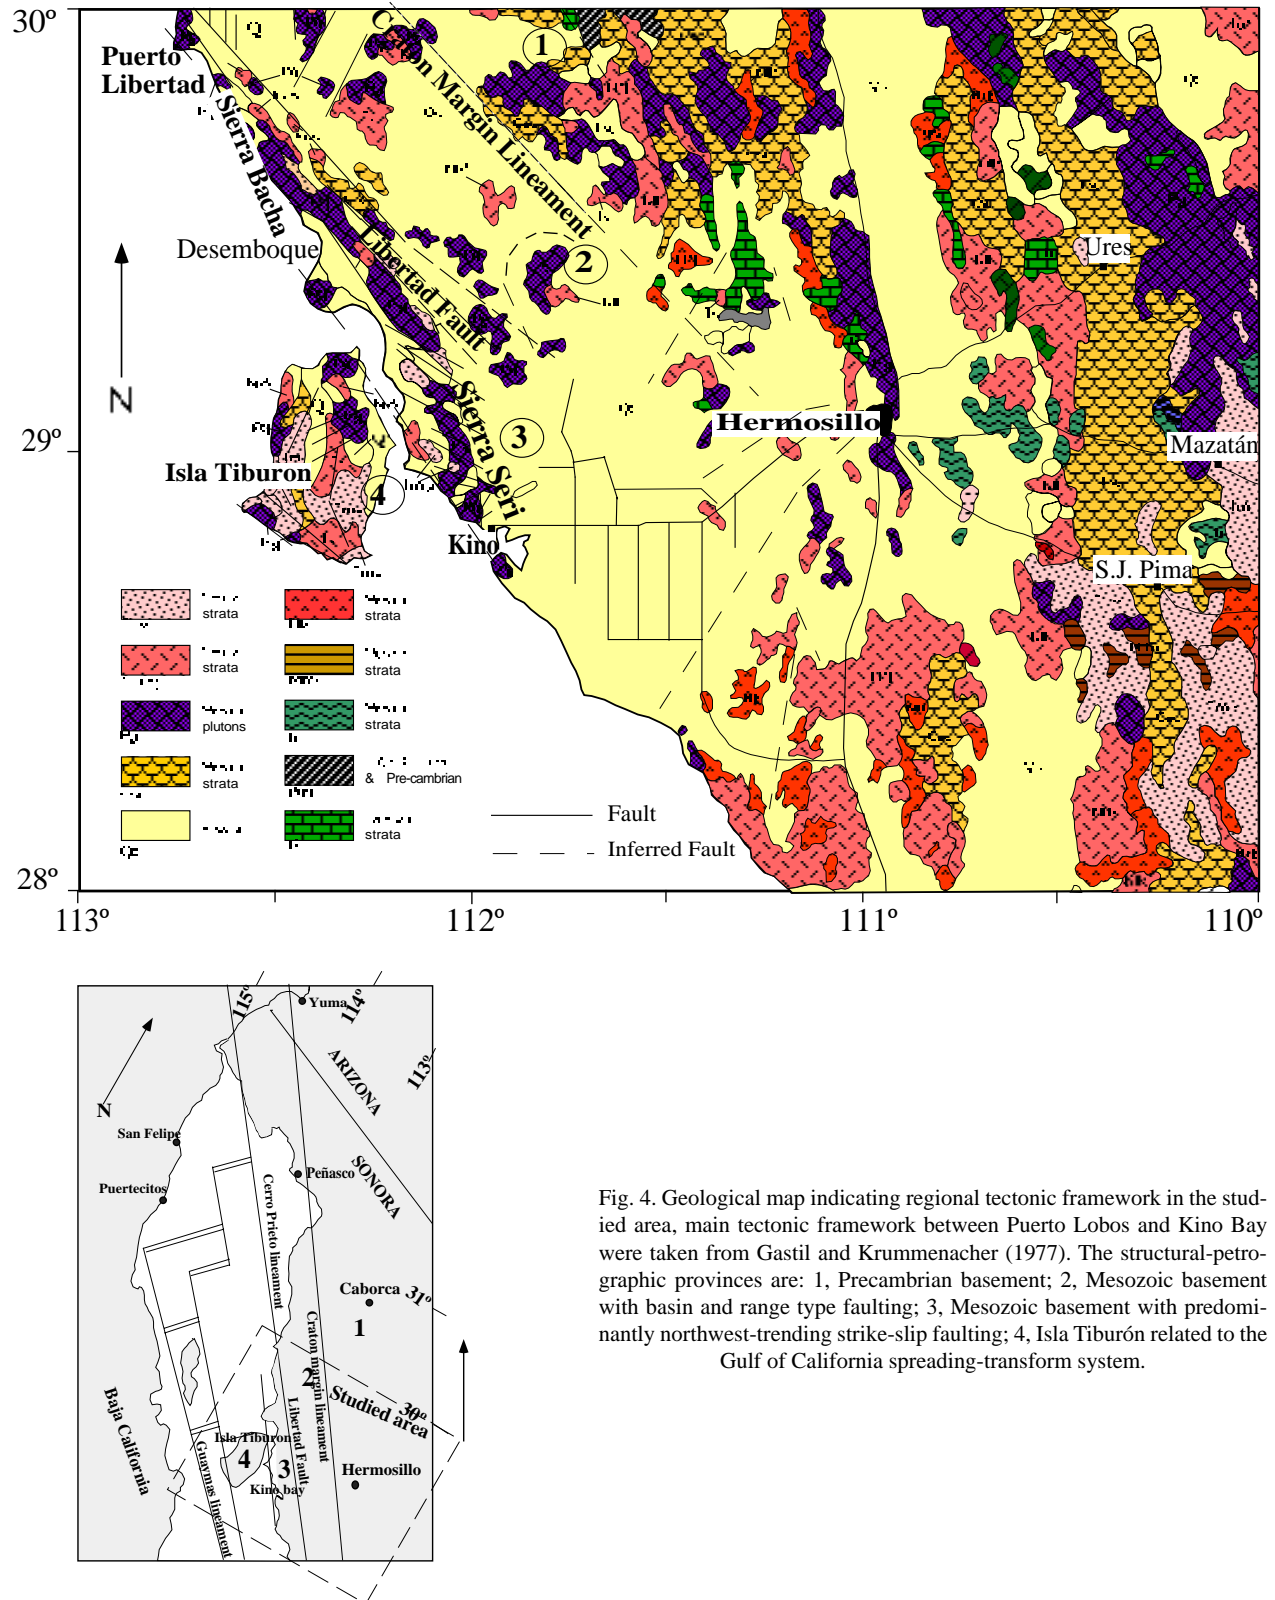 30º
Puerto
Libertad
Craton Margin Lineament
1
Sierra Bacha
Desemboque
Libertad Fault
2
Ures
N
Hermosillo
Sierra Seri
3
29º
Mazatán
Isla Tiburon
4
Kino
S.J. Pima
strata
strata
strata
strata
plutons
strata
strata
& Pre-cambrian
strata
Fault
Inferred Fault
28º
113º
112º
111º
110º
115º
114º
Yuma
113º
ARIZONA
N
San Felipe
SONORA
Peñasco
Puertecitos
Cerro Prieto lineament
Caborca
31º
1
Craton margin lineament
2
Studied area
30º
Baja California
Libertad Fault
Isla Tiburon
4
3
Guaymas lineament
Hermosillo
Kino bay
Fig. 4. Geological map indicating regional tectonic framework in the stud-
ied area, main tectonic framework between Puerto Lobos and Kino Bay
were taken from Gastil and Krummenacher (1977). The structural-petro-
graphic provinces are: 1, Precambrian basement; 2, Mesozoic basement
with basin and range type faulting; 3, Mesozoic basement with predomi-
nantly northwest-trending strike-slip faulting; 4, Isla Tiburón related to the
Gulf of California spreading-transform system.